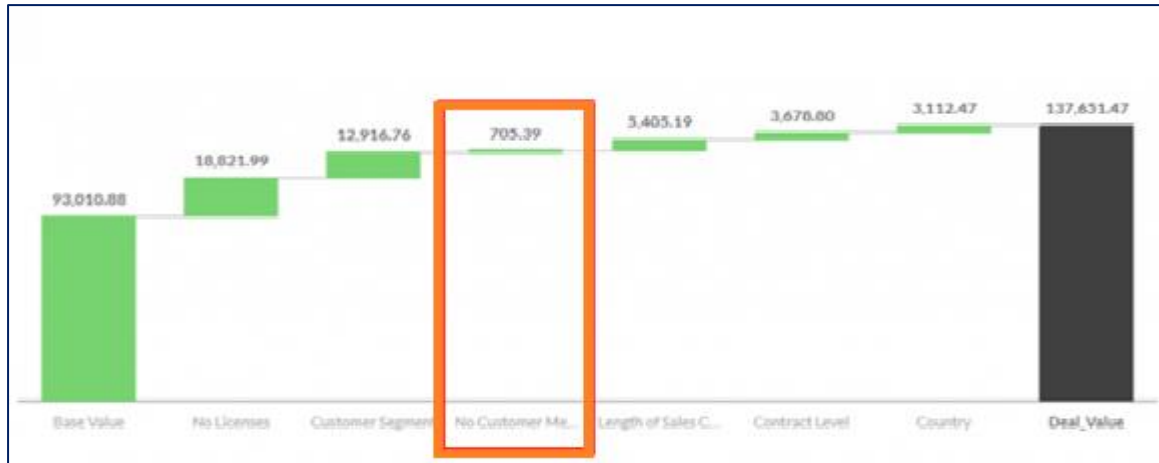 3,112.47
137,651.47
3,678.80
5,405.19
12,916.76
705.39
18,821.99
93,010.88
Base Value
No Licenses
Customer Segment
No Customer Me...
Length of Sales C...
Contract Level
Country
Deal_Value